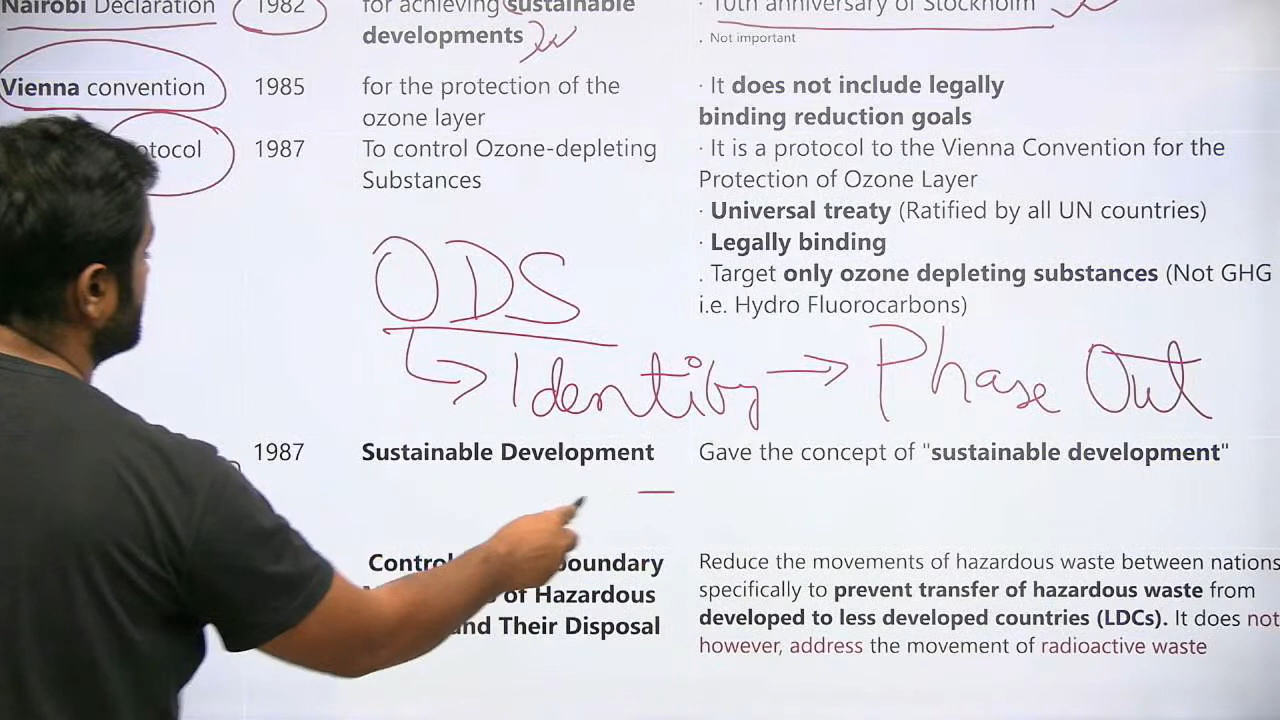 Nairobi Declaration 1982 for achieving sustainable · 10th anniversary of Stockholm
developments . Not important
Vienna convention 1985 for the protection of the · It does not include legally
ozone layer binding reduction goals
otocol 1987 To control Ozone-depleting · It is a protocol to the Vienna Convention for the
Substances Protection of Ozone Layer
· Universal treaty (Ratified by all UN countries)
· Legally binding
. Target only ozone depleting substances (Not GHG
i.e. Hydro Fluorocarbons)
ODS
Identify → Phase Out
1987 Sustainable Development Gave the concept of "sustainable development"
Contro oundary Reduce the movements of hazardous waste between nations
of Hazardous specifically to prevent transfer of hazardous waste from
and Their Disposal developed to less developed countries (LDCs). It does not
however, address the movement of radioactive waste